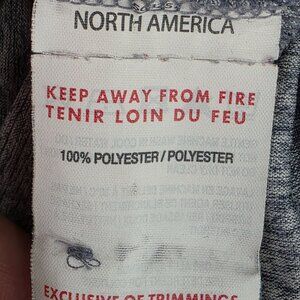 NORTH AMERICA
KEEP AWAY FROM FIRE
TENIR LOIN DU FEU
100% POLYESTER / POLYESTER
EXCLUSIVE OF TRIMMINGS